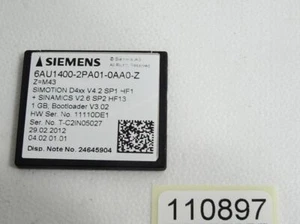 SIEMENS
6AU1400-2PA01-0AA0-Z
Z=M43
SIMOTION D4xx V4.2 SP1 HF1
+ SINAMICS V2.6 SP2 HF13
1 GB, Bootloader V3.02
HW Ser. No.: 11110DE1
Ser. No.: T-C2IN05027
29.02.2012
04.02.01.01
Disp. Note No.: 24645904
110897